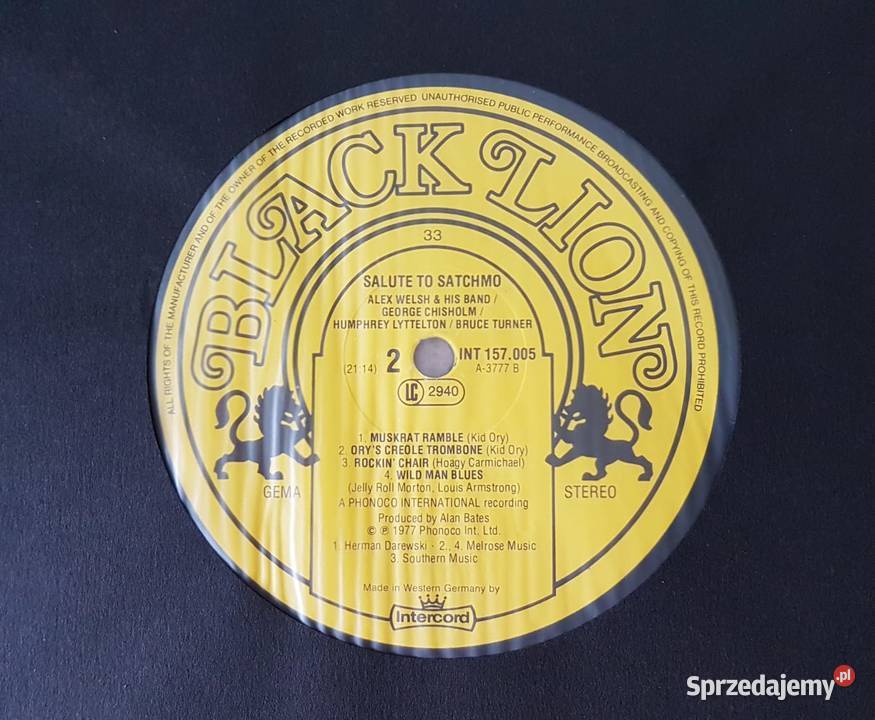 ALL RIGHTS OF THE MANUFACTURER AND OF THE OWNER OF THE RECORDED WORK RESERVED UNAUTHORISED PUBLIC PERFORMANCE BROADCASTING AND COPYING OF THIS RECORD PROHIBITED
BLACK LION
33
SALUTE TO SATCHMO
ALEX WELSH & HIS BAND /
GEORGE CHISHOLM /
HUMPHREY LYTTELTON / BRUCE TURNER
(21:14) 2 INT 157.005
A-3777 B
LC 2940
1. MUSKRAT RAMBLE (Kid Ory)
2. ORY'S CREOLE TROMBONE (Kid Ory)
3. ROCKIN' CHAIR (Hoagy Carmichael)
4. WILD MAN BLUES
(Jelly Roll Morton, Louis Armstrong)
GEMA STEREO
A PHONOCO INTERNATIONAL recording
Produced by Alan Bates
© ℗ 1977 Phonoco Int. Ltd.
1. Herman Darewski - 2., 4. Melrose Music
3. Southern Music
Made in Western Germany by
Intercord
Sprzedajemy.pl